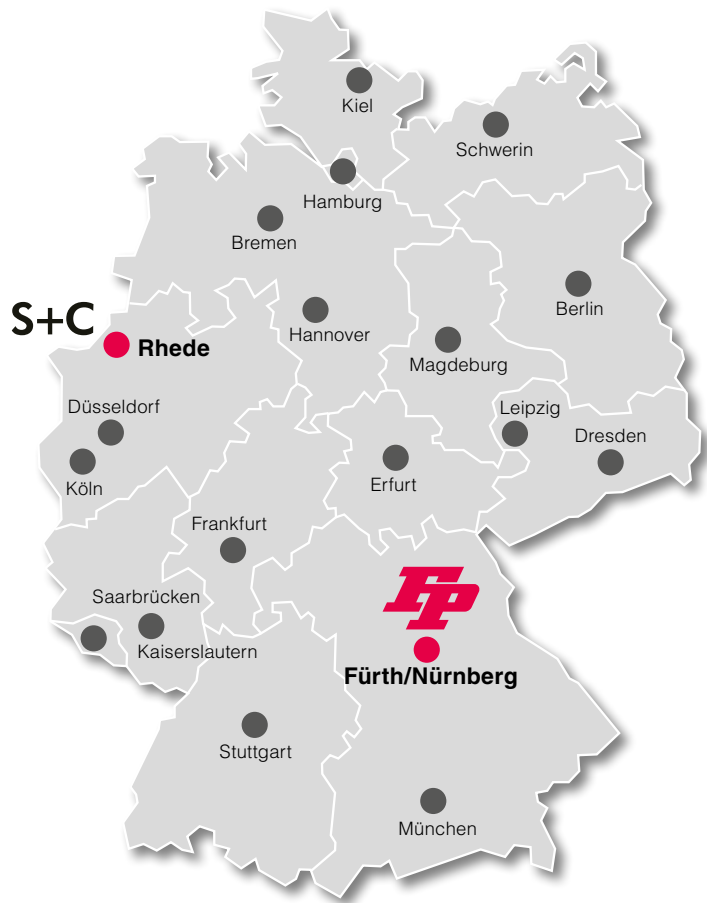 Kiel
Schwerin
Hamburg
Bremen
Berlin
S+C
Hannover
Rhede
Magdeburg
Düsseldorf
Leipzig
Dresden
Köln
Erfurt
Frankfurt
FP
Saarbrücken
Kaiserslautern
Fürth/Nürnberg
Stuttgart
München